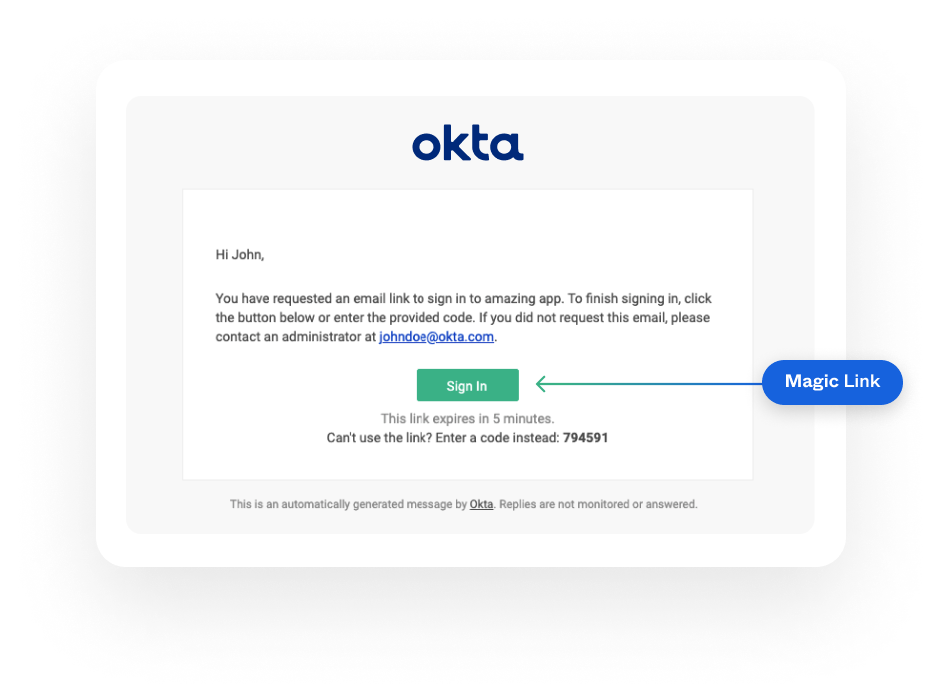 okta
Hi John,
You have requested an email link to sign in to amazing app. To finish signing in, click
the button below or enter the provided code. If you did not request this email, please
contact an administrator at johndoe@okta.com.
Sign In
Magic Link
This link expires in 5 minutes.
Can't use the link? Enter a code instead: 794591
This is an automatically generated message by Okta. Replies are not monitored or answered.